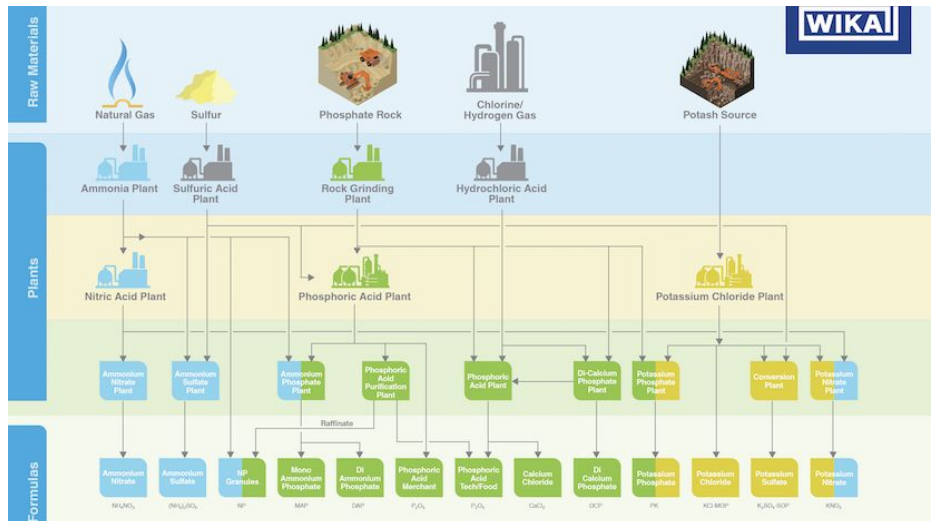 WIKA
Raw Materials
Natural Gas
Sulfur
Phosphate Rock
Chlorine/
Hydrogen Gas
Potash Source
Plants
Ammonia Plant
Sulfuric Acid
Plant
Rock Grinding
Plant
Hydrochloric Acid
Plant
Nitric Acid Plant
Phosphoric Acid Plant
Potassium Chloride Plant
Ammonium
Nitrate
Plant
Ammonium
Sulfate
Plant
Ammonium
Phosphate
Plant
Phosphoric
Acid
Purification
Plant
Phosphoric
Acid Plant
Di-Calcium
Phosphate
Plant
Potassium
Phosphate
Plant
Conversion
Plant
Potassium
Nitrate
Plant
Raffinate
Formulas
Ammonium
Nitrate
Ammonium
Sulfate
NP
Granules
Mono
Ammonium
Phosphate
Di
Ammonium
Phosphate
Phosphoric
Acid
Merchant
Phosphoric
Acid
Tech/Food
Calcium
Chloride
Di
Calcium
Phosphate
Potassium
Phosphate
Potassium
Chloride
Potassium
Sulfate
Potassium
Nitrate
NH₄NO₃
(NH₄)₂SO₄
NP
MAP
DAP
P₂O₅
P₂O₅
CaCl₂
DCP
PK
KCl-MOP
K₂SO₄-SOP
KNO₃